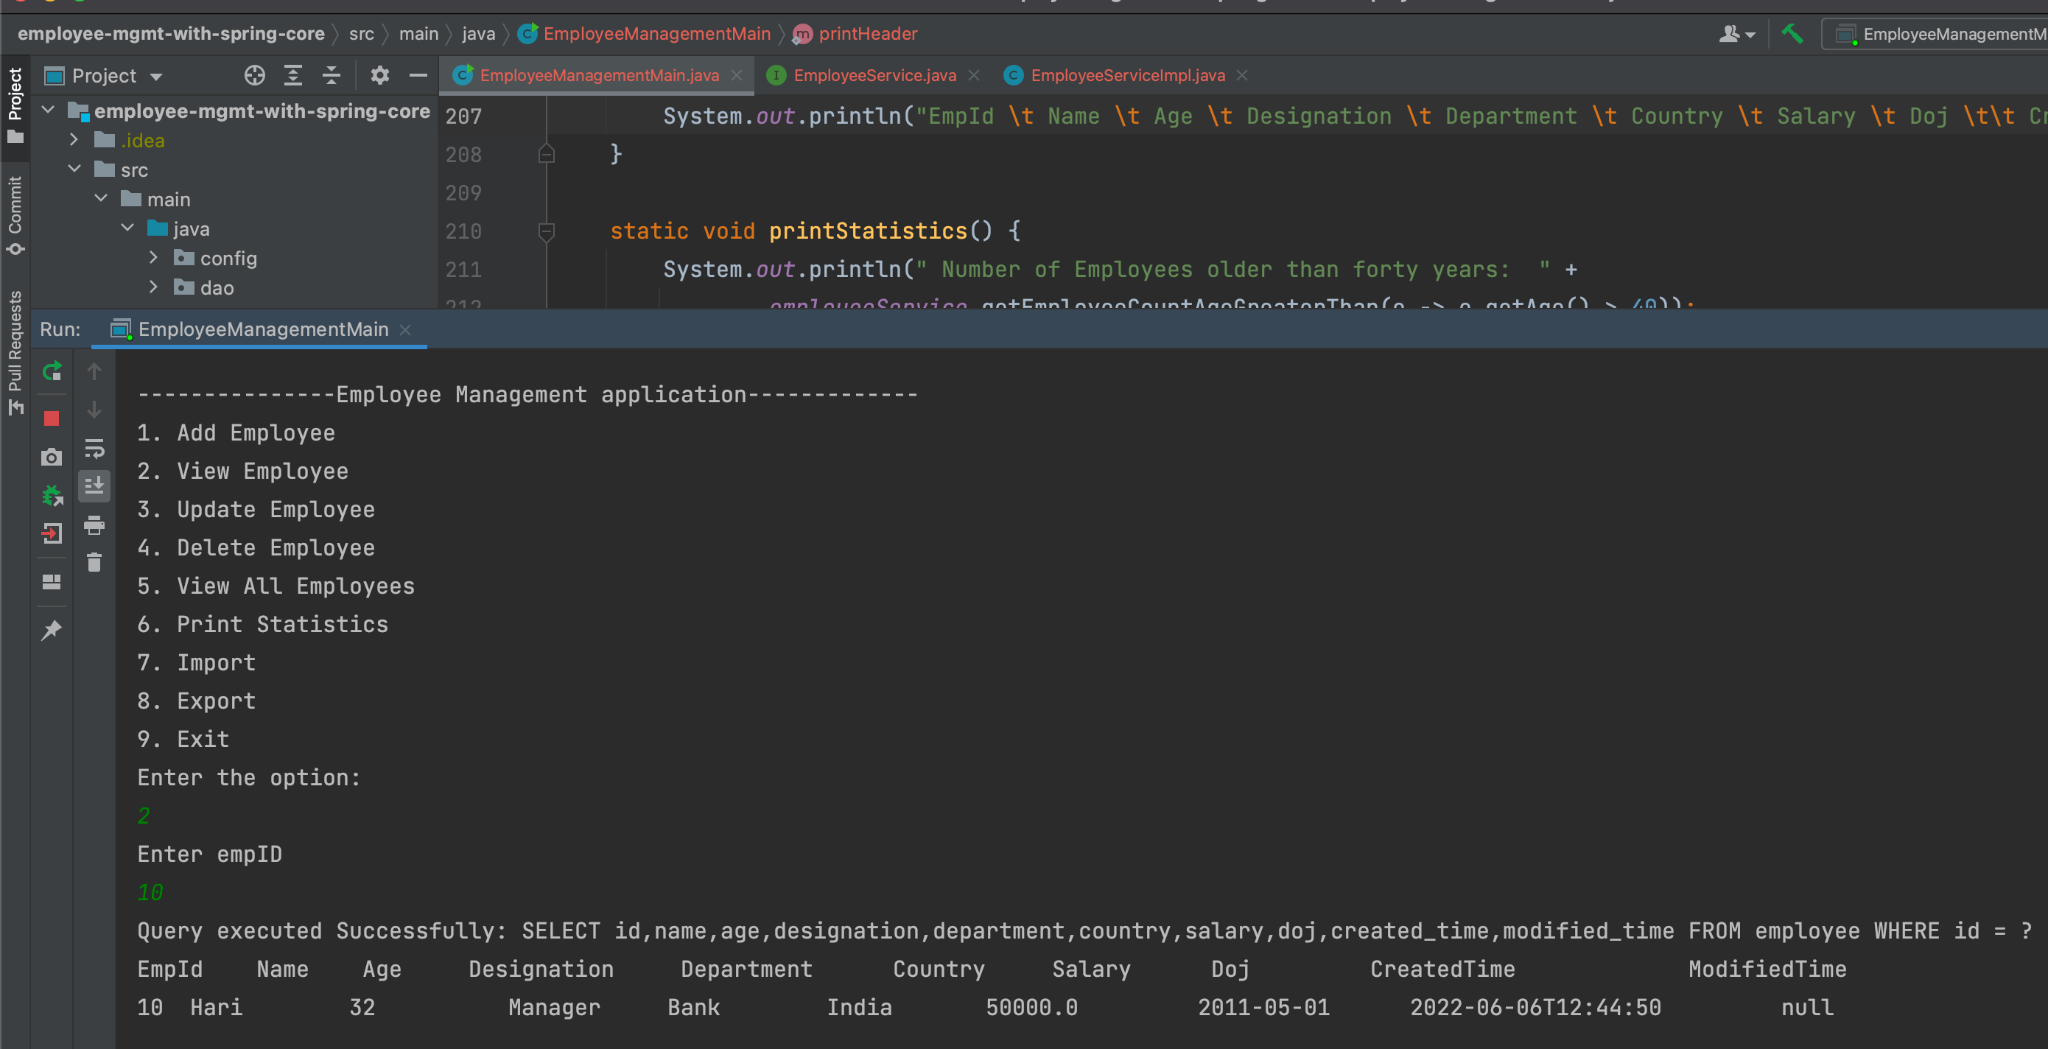 employee-mgmt-with-spring-core src main java EmployeeManagementMain printHeader EmployeeManagementM
Project
Commit
Pull Requests
Project
EmployeeManagementMain.java EmployeeService.java EmployeeServiceImpl.java
employee-mgmt-with-spring-core
.idea
src
main
java
config
dao
207 System.out.println("EmpId \t Name \t Age \t Designation \t Department \t Country \t Salary \t Doj \t\t Cr
208 }
209
210 static void printStatistics() {
211 System.out.println(" Number of Employees older than forty years:  " +
212 employeeService.getEmployeeCountAgeGreaterThan(e -> e.getAge() > 40));
Run: EmployeeManagementMain
---------------Employee Management application-------------
1. Add Employee
2. View Employee
3. Update Employee
4. Delete Employee
5. View All Employees
6. Print Statistics
7. Import
8. Export
9. Exit
Enter the option:
2
Enter empID
10
Query executed Successfully: SELECT id,name,age,designation,department,country,salary,doj,created_time,modified_time FROM employee WHERE id = ?
EmpId Name Age Designation Department Country Salary Doj CreatedTime ModifiedTime
10 Hari 32 Manager Bank India 50000.0 2011-05-01 2022-06-06T12:44:50 null